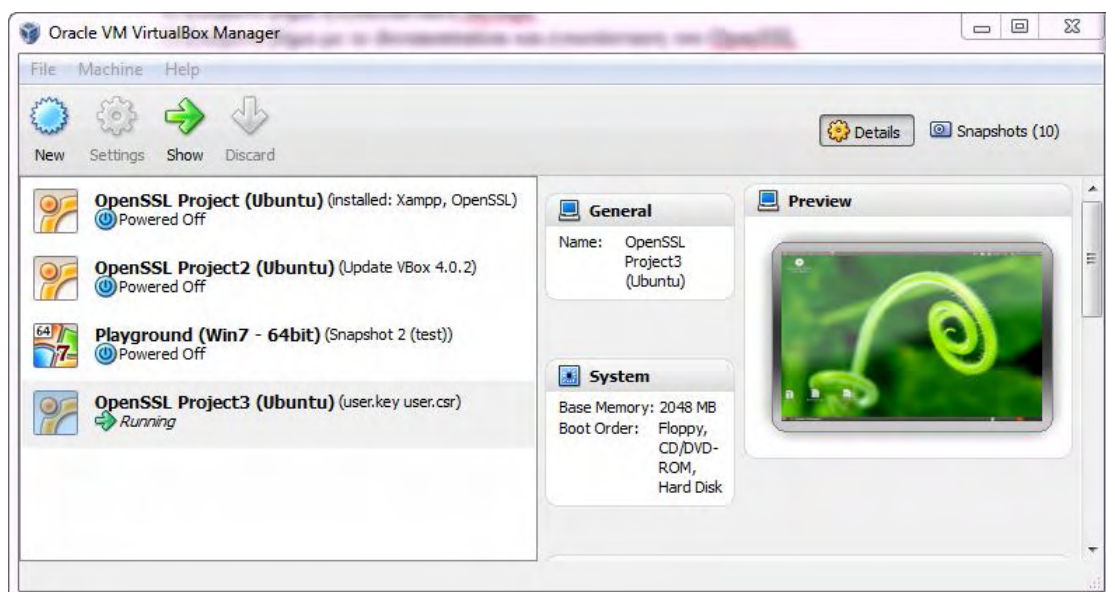 Oracle VM VirtualBox Manager
File Machine Help
New Settings Show Discard
Details Snapshots (10)
OpenSSL Project (Ubuntu) (installed: Xampp, OpenSSL)
Powered Off
OpenSSL Project2 (Ubuntu) (Update VBox 4.0.2)
Powered Off
64
7
Playground (Win7 - 64bit) (Snapshot 2 (test))
Powered Off
OpenSSL Project3 (Ubuntu) (user.key user.csr)
Running
General
Name: OpenSSL
Project3
(Ubuntu)
System
Base Memory: 2048 MB
Boot Order: Floppy,
CD/DVD-
ROM,
Hard Disk
Preview